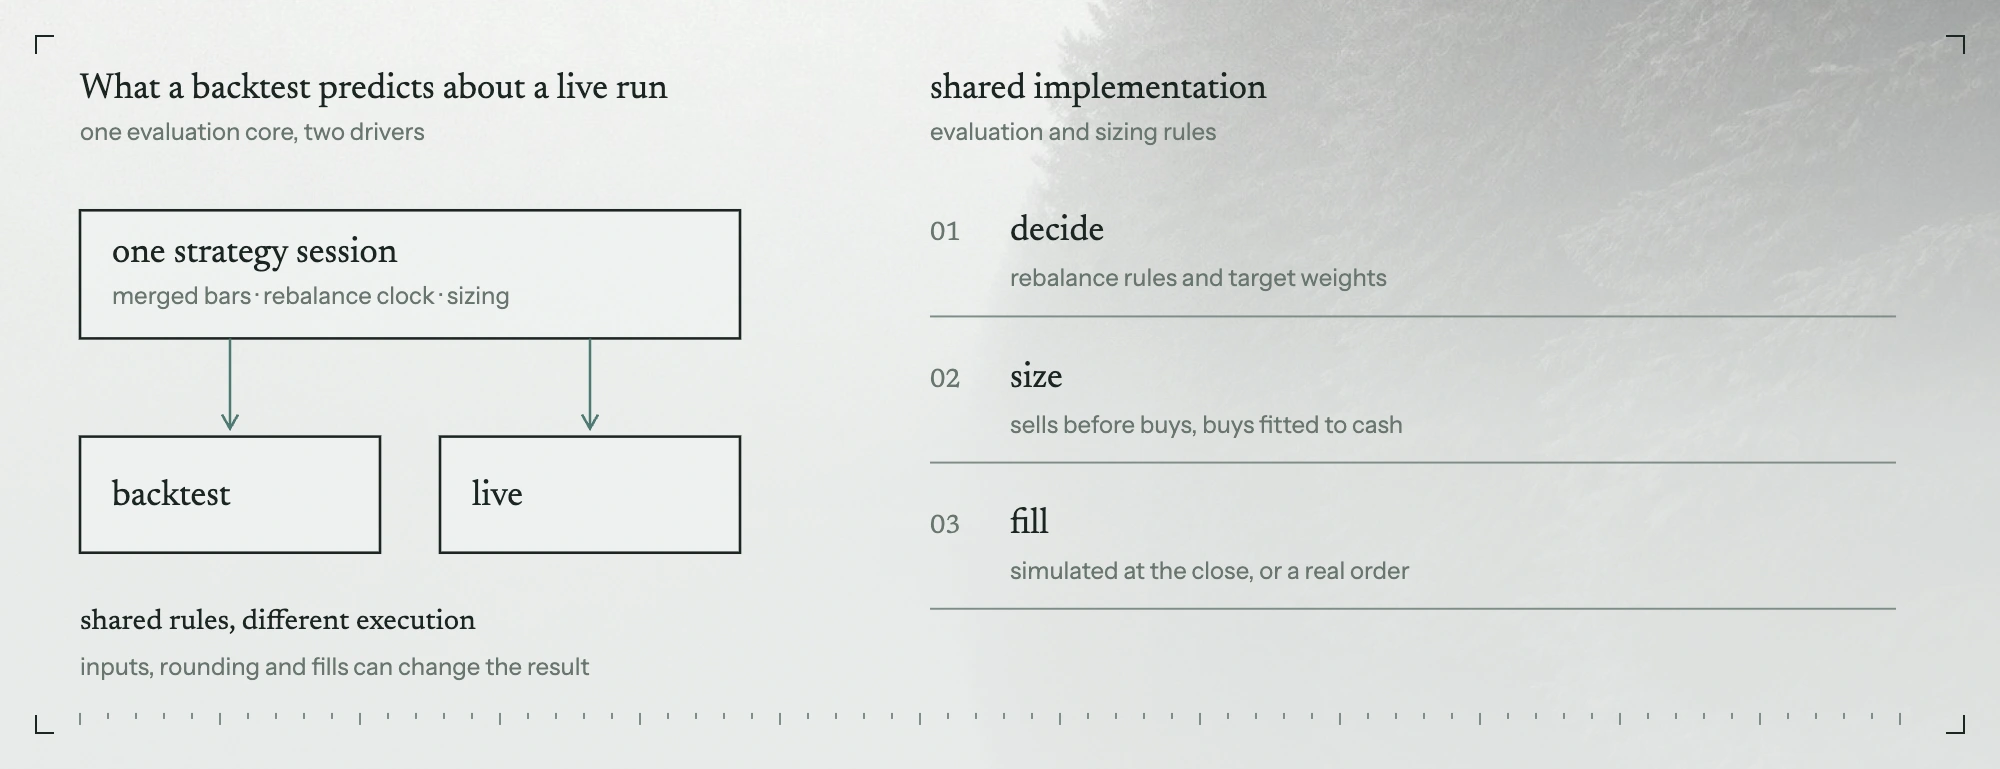 What a backtest predicts about a live run
one evaluation core, two drivers
one strategy session
merged bars · rebalance clock · sizing
backtest
live
shared rules, different execution
inputs, rounding and fills can change the result
shared implementation
evaluation and sizing rules
01 decide
rebalance rules and target weights
02 size
sells before buys, buys fitted to cash
03 fill
simulated at the close, or a real order